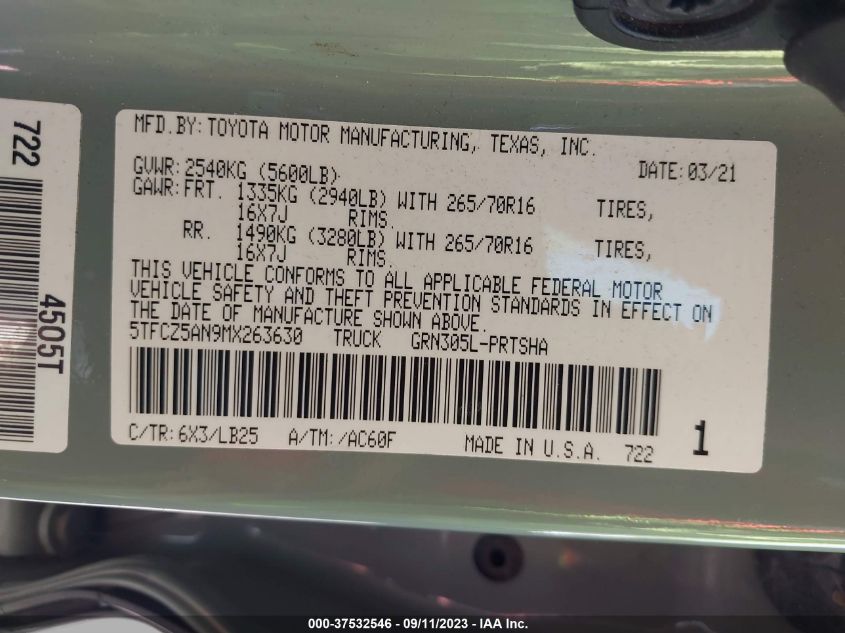 722
4505T
MFD.BY:TOYOTA MOTOR MANUFACTURING, TEXAS, INC.
GVWR:2540KG (5600LB) DATE:03/21
GAWR:FRT. 1335KG (2940LB) WITH 265/70R16 TIRES,
16X7J RIMS.
RR. 1490KG (3280LB) WITH 265/70R16 TIRES,
16X7J RIMS.
THIS VEHICLE CONFORMS TO ALL APPLICABLE FEDERAL MOTOR
VEHICLE SAFETY AND THEFT PREVENTION STANDARDS IN EFFECT ON
THE DATE OF MANUFACTURE SHOWN ABOVE.
5TFCZ5AN9MX263630 TRUCK GRN305L-PRTSHA
C/TR:6X3/LB25 A/TM:/AC60F MADE IN U.S.A. 722 1
000-37532546 - 09/11/2023 - IAA Inc.